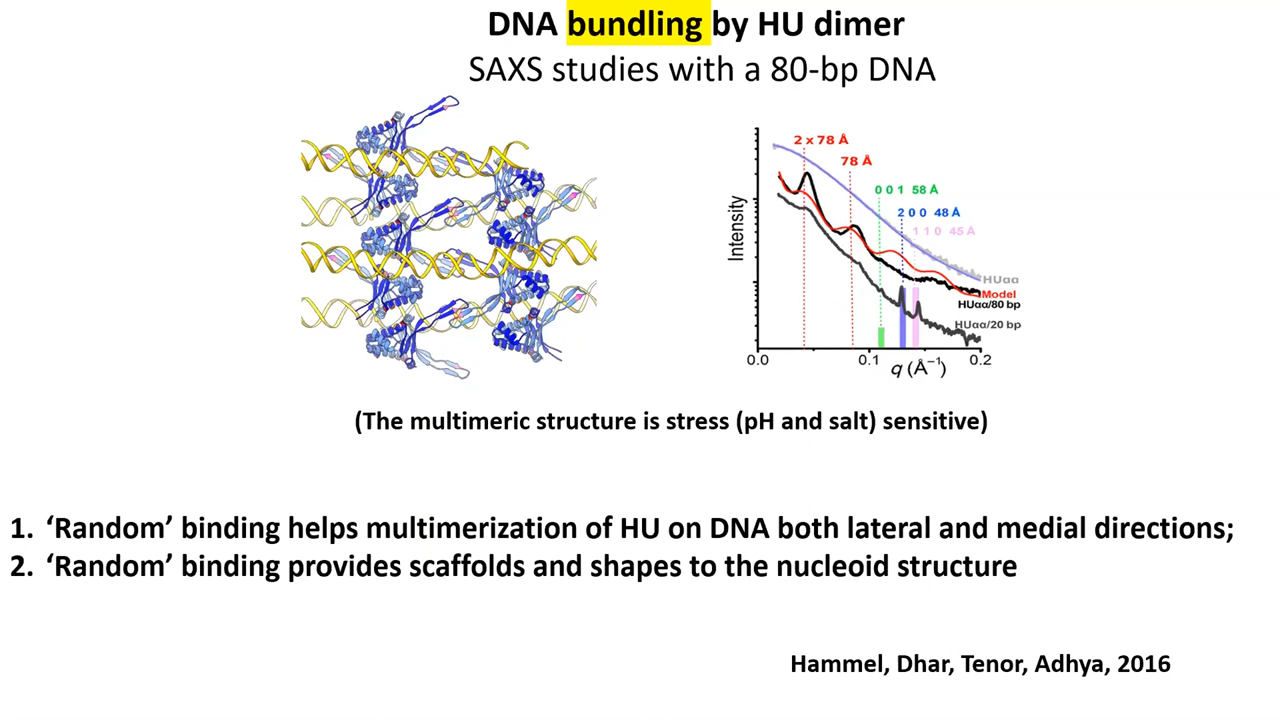 DNA bundling by HU dimer
SAXS studies with a 80-bp DNA
2 x 78 Å
78 Å
0 0 1 58 Å
2 0 0 48 Å
1 1 0 45 Å
Intensity
HUαα
Model
HUαα/80 bp
HUαα/20 bp
0.0
0.1
0.2
q (Å⁻¹)
(The multimeric structure is stress (pH and salt) sensitive)
1. ‘Random’ binding helps multimerization of HU on DNA both lateral and medial directions;
2. ‘Random’ binding provides scaffolds and shapes to the nucleoid structure
Hammel, Dhar, Tenor, Adhya, 2016